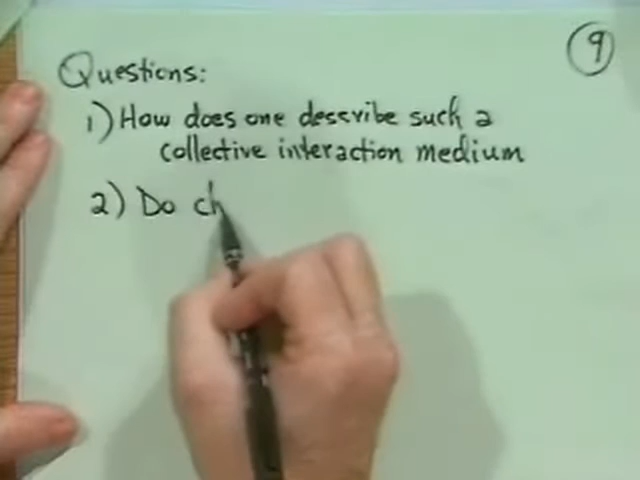 9
Questions:
1) How does one describe such a
collective interaction medium
2) Do ch